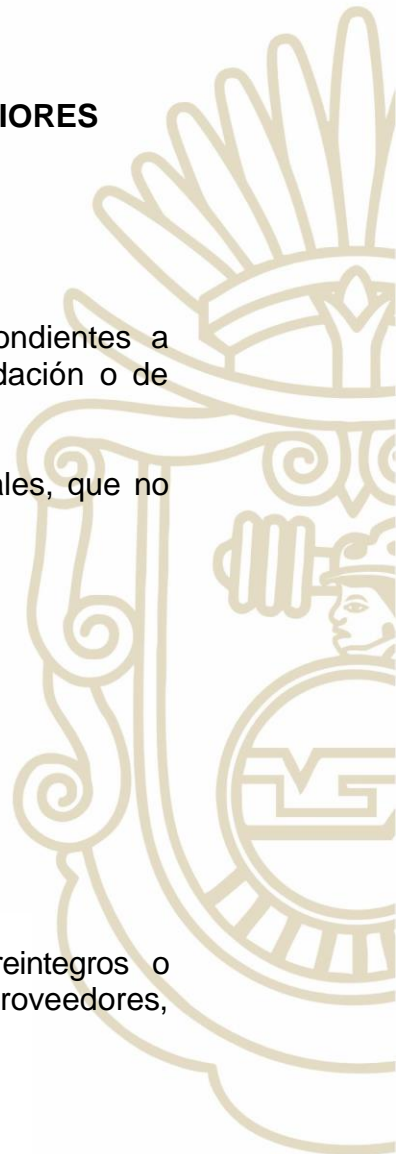 IORES
ondientes a
dación o de
ales, que no
reintegros o
roveedores,